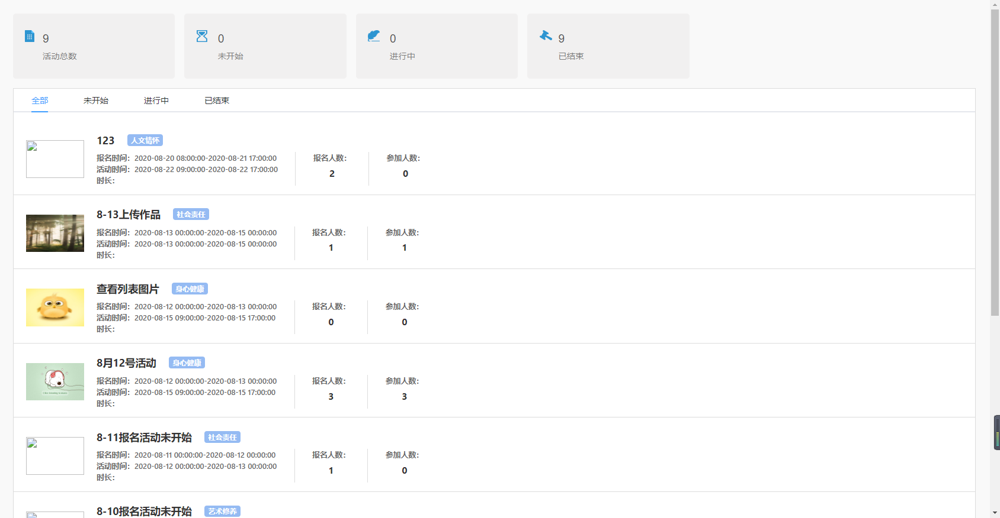 9
活动总数
0
未开始
0
进行中
9
已结束
全部 未开始 进行中 已结束
123 人文情怀
报名时间：2020-08-20 08:00:00-2020-08-21 17:00:00
活动时间：2020-08-22 09:00:00-2020-08-22 17:00:00
时长：
报名人数：
2
参加人数：
0
8-13上传作品 社会责任
报名时间：2020-08-13 00:00:00-2020-08-15 00:00:00
活动时间：2020-08-13 00:00:00-2020-08-15 00:00:00
时长：
报名人数：
1
参加人数：
1
查看列表图片 身心健康
报名时间：2020-08-12 00:00:00-2020-08-13 00:00:00
活动时间：2020-08-15 09:00:00-2020-08-15 17:00:00
时长：
报名人数：
0
参加人数：
0
8月12号活动 身心健康
报名时间：2020-08-12 00:00:00-2020-08-13 00:00:00
活动时间：2020-08-15 09:00:00-2020-08-15 17:00:00
时长：
报名人数：
3
参加人数：
3
8-11报名活动未开始 社会责任
报名时间：2020-08-11 00:00:00-2020-08-12 00:00:00
活动时间：2020-08-12 00:00:00-2020-08-13 00:00:00
时长：
报名人数：
1
参加人数：
0
8-10报名活动未开始 艺术修养